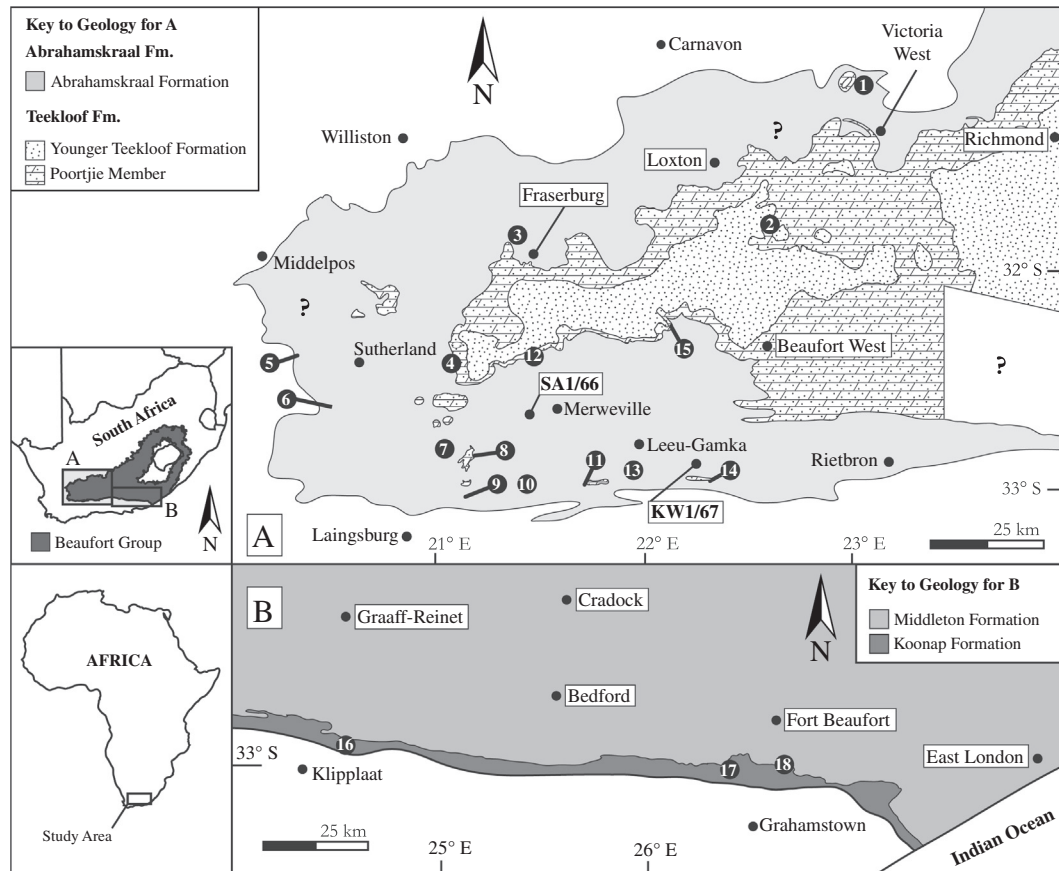 Key to Geology for A
Abrahamskraal Fm.
Abrahamskraal Formation
Teekloof Fm.
Younger Teekloof Formation
Poortjie Member
N
Carnavon
Victoria
West
1
?
Williston
Richmond
Loxton
Fraserburg
3
2
Middelpos
32° S
?
Sutherland
5
4
12
15
Beaufort West
?
6
SA1/66
Merweville
7
8
Leeu-Gamka
11
13
14
Rietbron
9
10
33° S
KW1/67
A
Laingsburg
21° E
22° E
23° E
25 km
South Africa
A
B
N
Beaufort Group
AFRICA
Study Area
B
Key to Geology for B
Middleton Formation
Koonap Formation
N
Cradock
Graaff-Reinet
Bedford
Fort Beaufort
16
33° S
Klipplaat
17
18
East London
25 km
Grahamstown
Indian Ocean
25° E
26° E